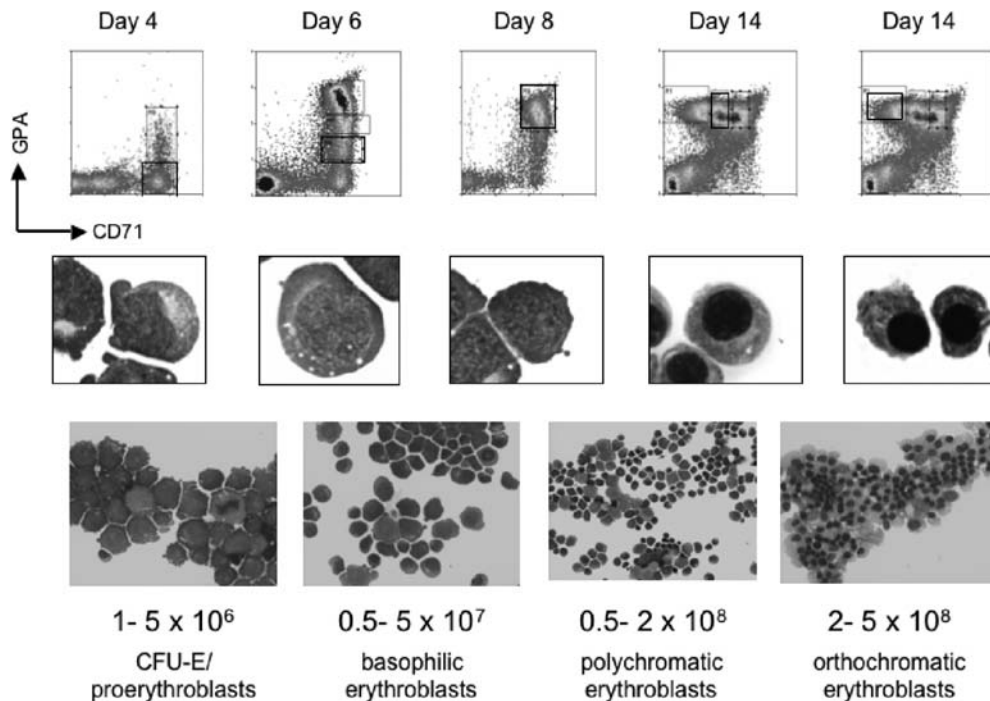 Day 4
Day 6
Day 8
Day 14
Day 14
GPA
CD71
1- 5 x 10⁶
0.5- 5 x 10⁷
0.5- 2 x 10⁸
2- 5 x 10⁸
CFU-E/
proerythroblasts
basophilic
erythroblasts
polychromatic
erythroblasts
orthochromatic
erythroblasts